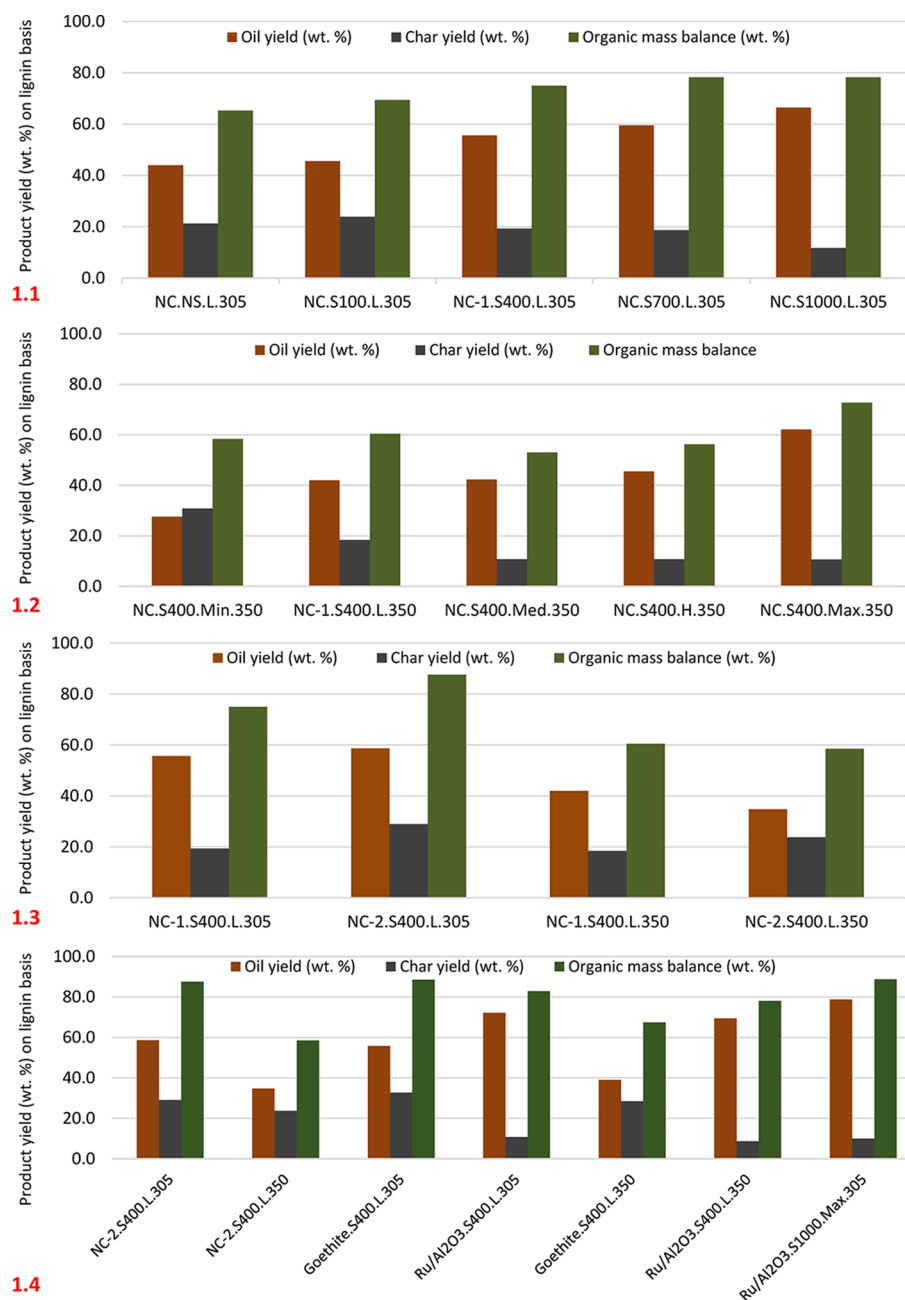 Product yield (wt. %) on lignin basis
100.0
Oil yield (wt. %) Char yield (wt. %) Organic mass balance (wt. %)
80.0
60.0
40.0
20.0
0.0
NC.NS.L.305 NC.S100.L.305 NC-1.S400.L.305 NC.S700.L.305 NC.S1000.L.305
1.1
Product yield (wt. %) on lignin basis
100.0
Oil yield (wt. %) Char yield (wt. %) Organic mass balance
80.0
60.0
40.0
20.0
0.0
NC.S400.Min.350 NC-1.S400.L.350 NC.S400.Med.350 NC.S400.H.350 NC.S400.Max.350
1.2
Product yield (wt. %) on lignin basis
100.0
Oil yield (wt. %) Char yield (wt. %) Organic mass balance (wt. %)
80.0
60.0
40.0
20.0
0.0
NC-1.S400.L.305 NC-2.S400.L.305 NC-1.S400.L.350 NC-2.S400.L.350
1.3
Product yield (wt. %) on lignin basis
100.0
Oil yield (wt. %) Char yield (wt. %) Organic mass balance (wt. %)
80.0
60.0
40.0
20.0
0.0
NC-2.S400.L.305
NC-2.S400.L.350
Goethite.S400.L.305
Ru/Al2O3.S400.L.305
Goethite.S400.L.350
Ru/Al2O3.S400.L.350
Ru/Al2O3.S1000.Max.305
1.4